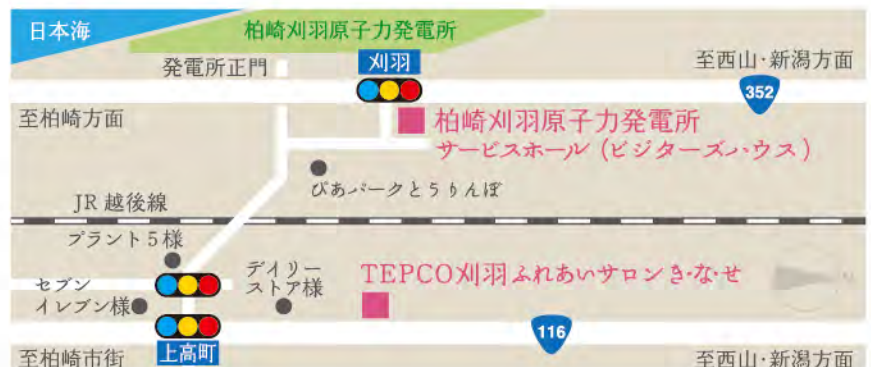 日本海
柏崎刈羽原子力発電所
発電所正門
刈羽
至西山・新潟方面
352
至柏崎方面
柏崎刈羽原子力発電所
サービスホール (ビジターズハウス)
ぴあパークとうりんぼ
JR 越後線
プラント5様
セブン
イレブン様
デイリー
ストア様
TEPCO刈羽ふれあいサロンき・な・せ
N
116
至柏崎市街
上高町
至西山・新潟方面